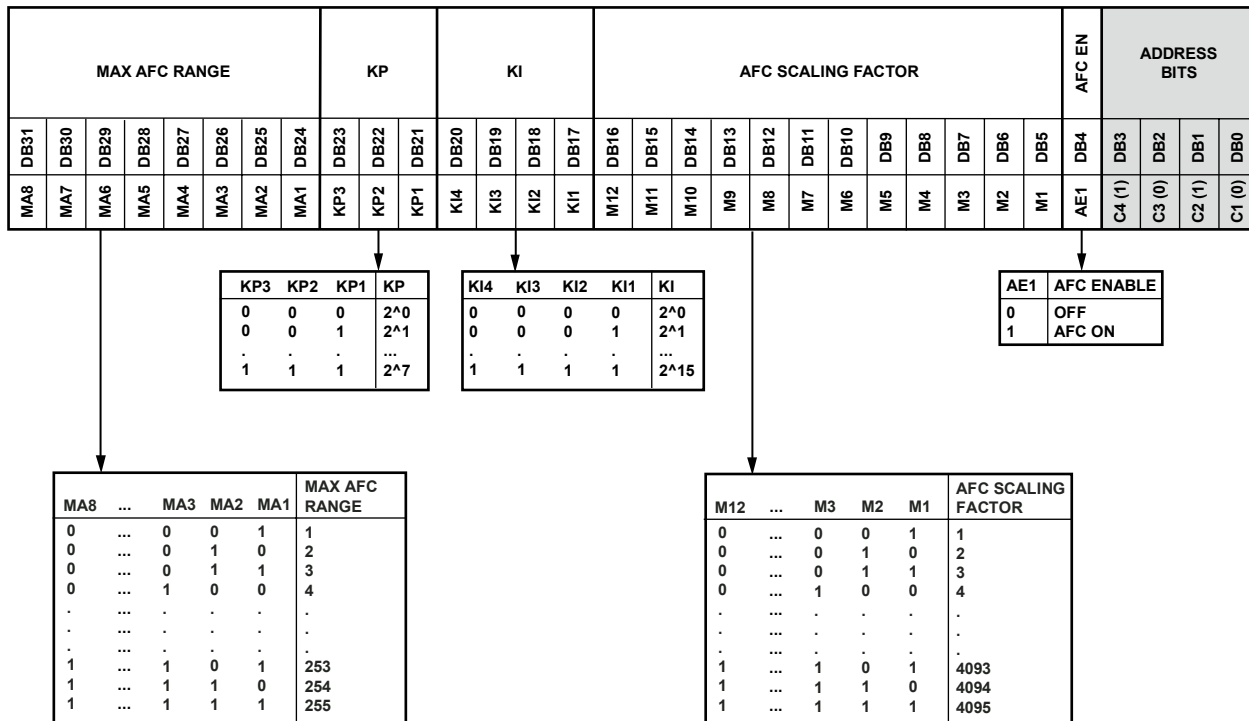 MAX AFC RANGE KP KI AFC SCALING FACTOR AFC EN ADDRESS BITS
DB31 DB30 DB29 DB28 DB27 DB26 DB25 DB24 DB23 DB22 DB21 DB20 DB19 DB18 DB17 DB16 DB15 DB14 DB13 DB12 DB11 DB10 DB9 DB8 DB7 DB6 DB5 DB4 DB3 DB2 DB1 DB0
MA8 MA7 MA6 MA5 MA4 MA3 MA2 MA1 KP3 KP2 KP1 KI4 KI3 KI2 KI1 M12 M11 M10 M9 M8 M7 M6 M5 M4 M3 M2 M1 AE1 C4 (1) C3 (0) C2 (1) C1 (0)
KP3 KP2 KP1 KP
0 0 0 2^0
0 0 1 2^1
. . . ...
1 1 1 2^7
KI4 KI3 KI2 KI1 KI
0 0 0 0 2^0
0 0 0 1 2^1
. . . . ...
1 1 1 1 2^15
AE1 AFC ENABLE
0 OFF
1 AFC ON
MA8 ... MA3 MA2 MA1 MAX AFC RANGE
0 ... 0 0 1 1
0 ... 0 1 0 2
0 ... 0 1 1 3
0 ... 1 0 0 4
. ... . . . .
. ... . . . .
. ... . . . .
1 ... 1 0 1 253
1 ... 1 1 0 254
1 ... 1 1 1 255
M12 ... M3 M2 M1 AFC SCALING FACTOR
0 ... 0 0 1 1
0 ... 0 1 0 2
0 ... 0 1 1 3
0 ... 1 0 0 4
. ... . . . .
. ... . . . .
. ... . . . .
1 ... 1 0 1 4093
1 ... 1 1 0 4094
1 ... 1 1 1 4095